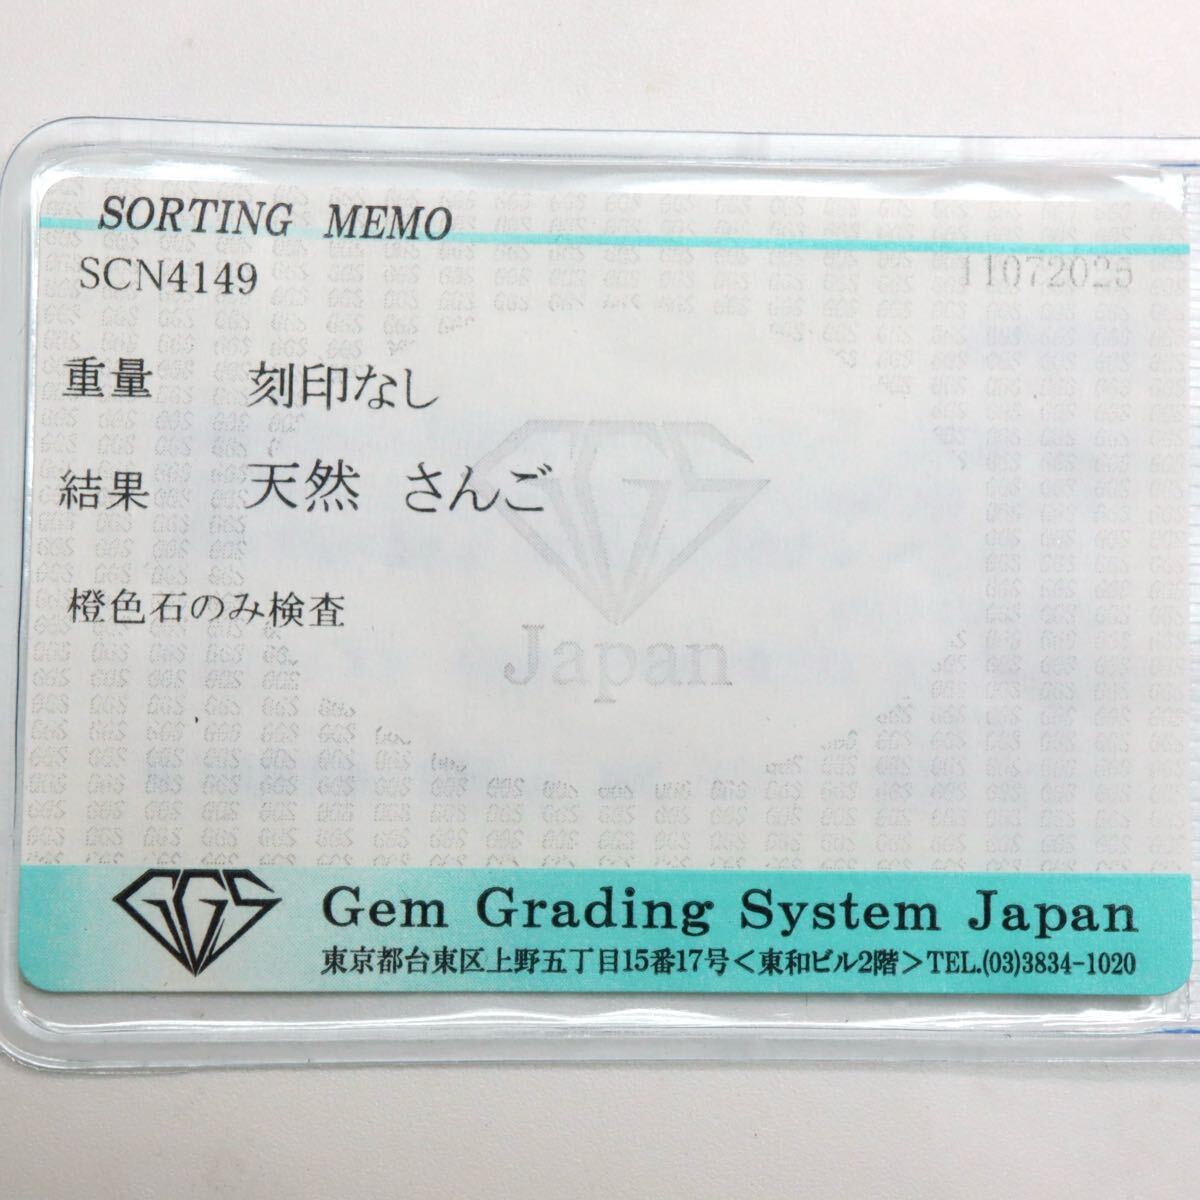 SORTING MEMO
SCN4149
11072025
重量 刻印なし
結果 天然 さんご
橙色石のみ検査
GGS
Japan
GGS
Gem Grading System Japan
東京都台東区上野五丁目15番17号<東和ビル2階>TEL.(03)3834-1020